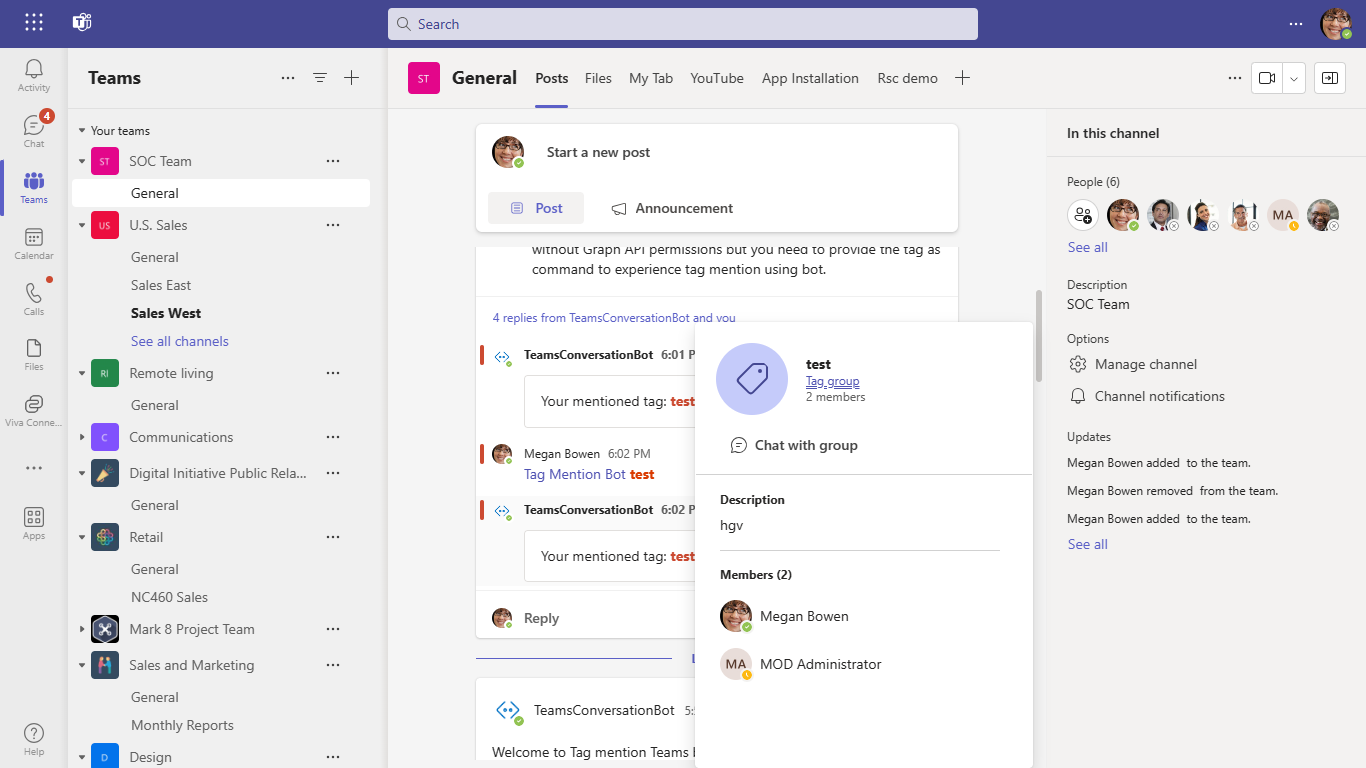 Search
Activity
Chat
4
Teams
Calendar
Calls
Files
Viva Conne...
Apps
Help
Teams
Your teams
ST SOC Team
General
US U.S. Sales
General
Sales East
Sales West
See all channels
RI Remote living
General
C Communications
Digital Initiative Public Rela...
General
Retail
General
NC460 Sales
Mark 8 Project Team
Sales and Marketing
General
Monthly Reports
D Design
ST General Posts Files My Tab YouTube App Installation Rsc demo
Start a new post
Post Announcement
without Graph API permissions but you need to provide the tag as
command to experience tag mention using bot.
4 replies from TeamsConversationBot and you
TeamsConversationBot 6:01 P
Your mentioned tag: test
Megan Bowen 6:02 PM
Tag Mention Bot test
TeamsConversationBot 6:02 P
Your mentioned tag: test
Reply
TeamsConversationBot
Welcome to Tag mention Teams
test
Tag group
2 members
Chat with group
Description
hgv
Members (2)
Megan Bowen
MA MOD Administrator
In this channel
People (6)
MA
See all
Description
SOC Team
Options
Manage channel
Channel notifications
Updates
Megan Bowen added to the team.
Megan Bowen removed from the team.
Megan Bowen added to the team.
See all